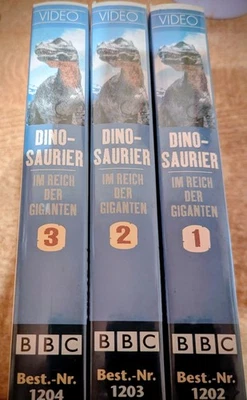 VIDEO
DINO-
SAURIER
IM REICH
DER
GIGANTEN
3
BBC
Best.-Nr.
1204
VIDEO
DINO-
SAURIER
IM REICH
DER
GIGANTEN
2
BBC
Best.-Nr.
1203
VIDEO
DINO-
SAURIER
IM REICH
DER
GIGANTEN
1
BBC
Best.-Nr.
1202